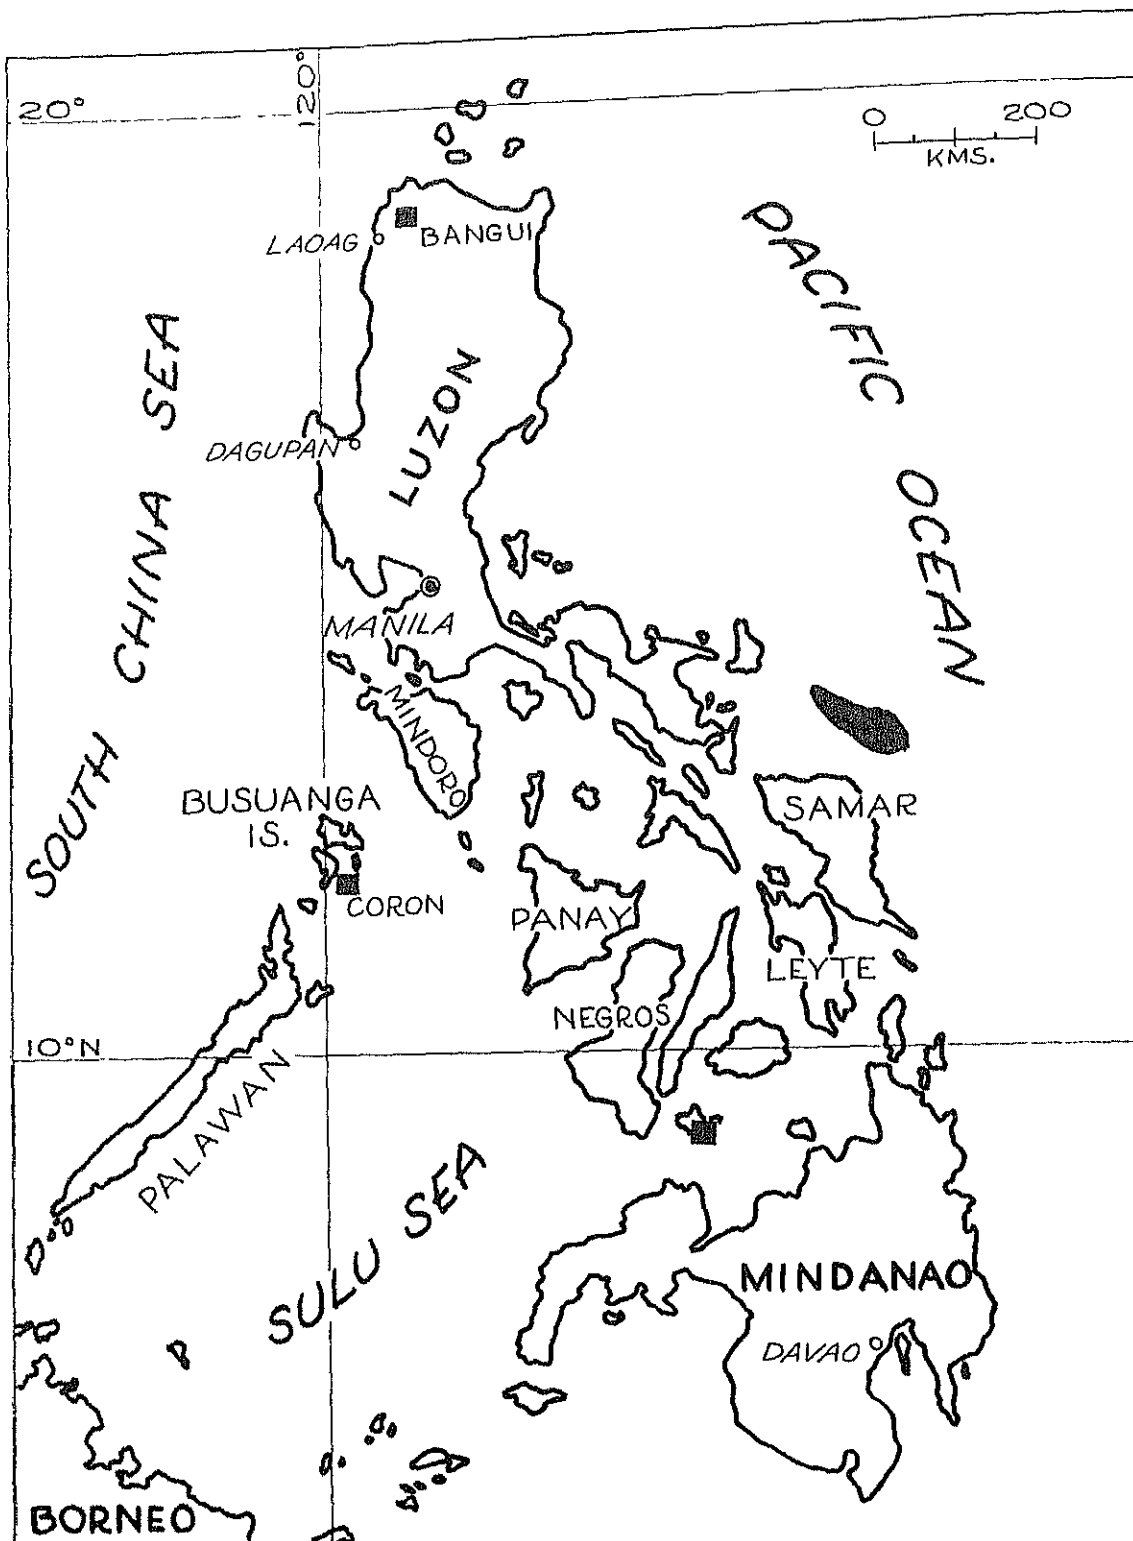 20°
120°
0 200
KMS.
LAOAG
BANGUI
PACIFIC
OCEAN
SOUTH CHINA SEA
LUZON
DAGUPAN
MANILA
MINDORO
BUSUANGA
IS.
SAMAR
CORON
PANAY
LEYTE
NEGROS
10°N
PALAWAN
SULU SEA
MINDANAO
DAVAO
BORNEO